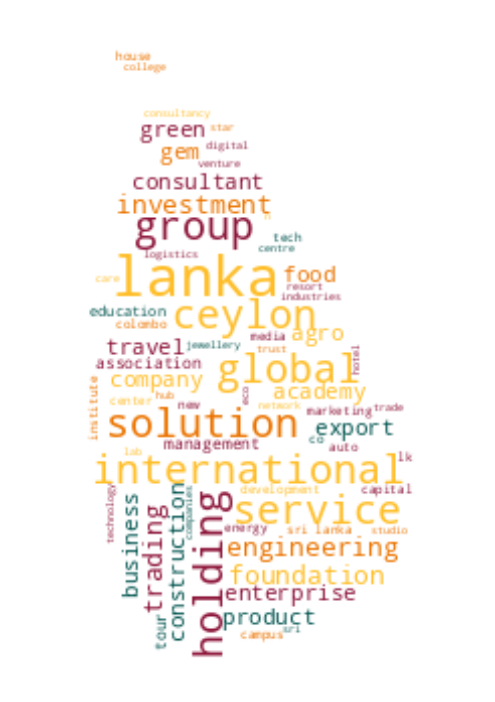 house
college
consultancy
green star
gem digital
venture
consultant
investment
group
tech
centre
logistics
lanka
care
food
resort
industries
education
ceylon
colombo
media agro
travel jewellery
trust
association
hotel
global
company
academy
institute
center hub
eco
new
network
marketing trade
solution
export
co
management
auto
lab
international
lk
technology
business
trading
construction
companies
holding
development
capital
service
energy
sri lanka
studio
engineering
foundation
enterprise
tour
product
campus
sri